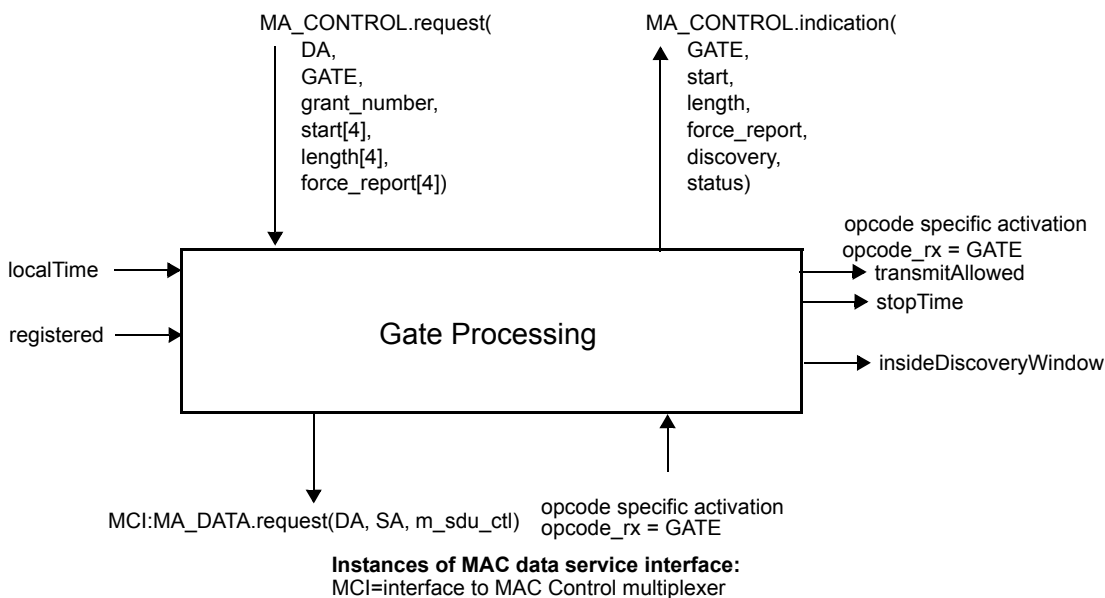 MA_CONTROL.request(
DA,
GATE,
grant_number,
start[4],
length[4],
force_report[4])
MA_CONTROL.indication(
GATE,
start,
length,
force_report,
discovery,
status)
opcode specific activation
opcode_rx = GATE
localTime
transmitAllowed
stopTime
registered
Gate Processing
insideDiscoveryWindow
MCI:MA_DATA.request(DA, SA, m_sdu_ctl)
opcode specific activation
opcode_rx = GATE
Instances of MAC data service interface:
MCI=interface to MAC Control multiplexer